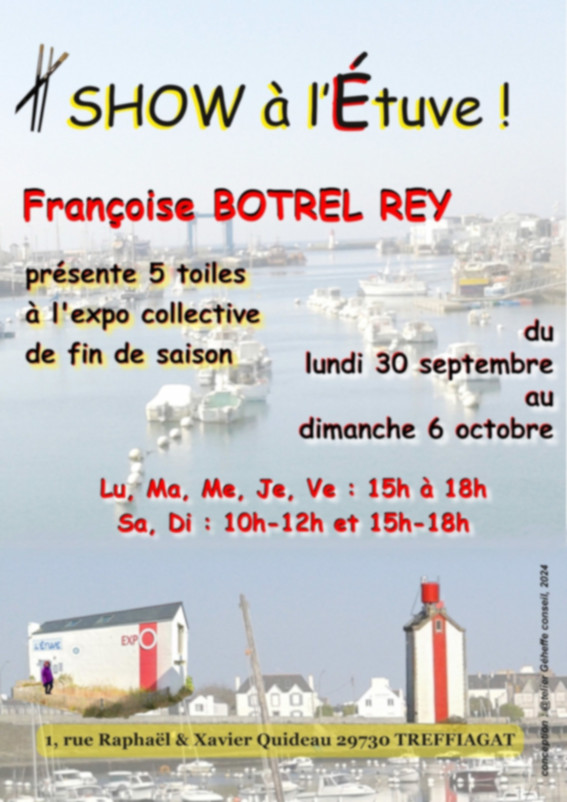 # SHOW à l'Étuve !
Françoise BOTREL REY
présente 5 toiles
à l'expo collective
de fin de saison
du
lundi 30 septembre
au
dimanche 6 octobre
Lu, Ma, Me, Je, Ve : 15h à 18h
Sa, Di : 10h-12h et 15h-18h
L'ÉTUVE
EXPO
1, rue Raphaël & Xavier Quideau 29730 TREFFIAGAT
conception : @telier Géheffe conseil, 2024